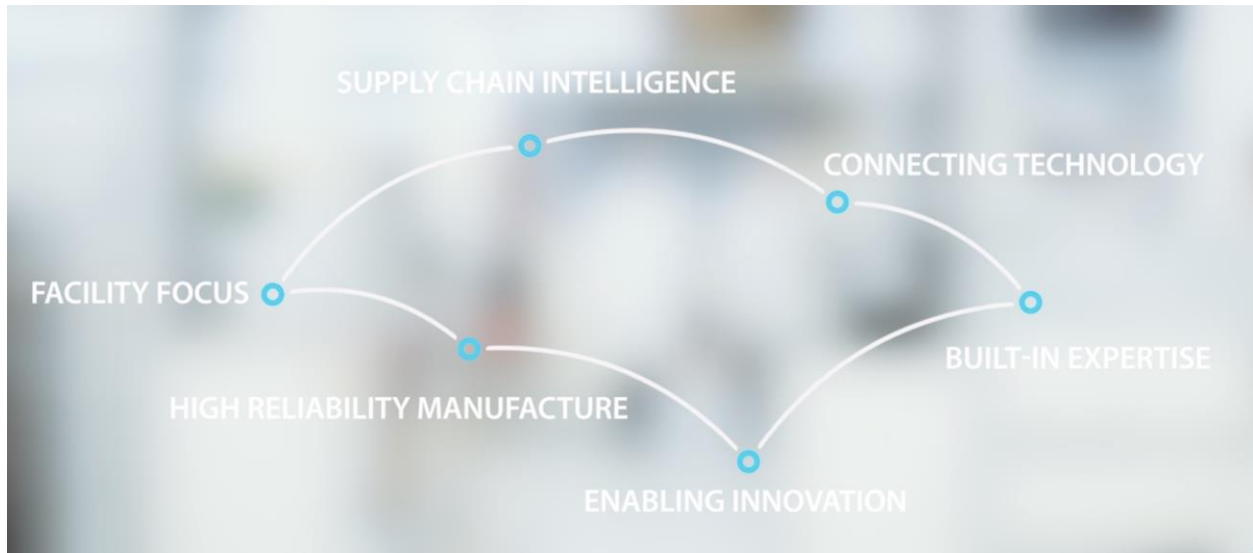 SUPPLY CHAIN INTELLIGENCE
CONNECTING TECHNOLOGY
FACILITY FOCUS
BUILT-IN EXPERTISE
HIGH RELIABILITY MANUFACTURE
ENABLING INNOVATION